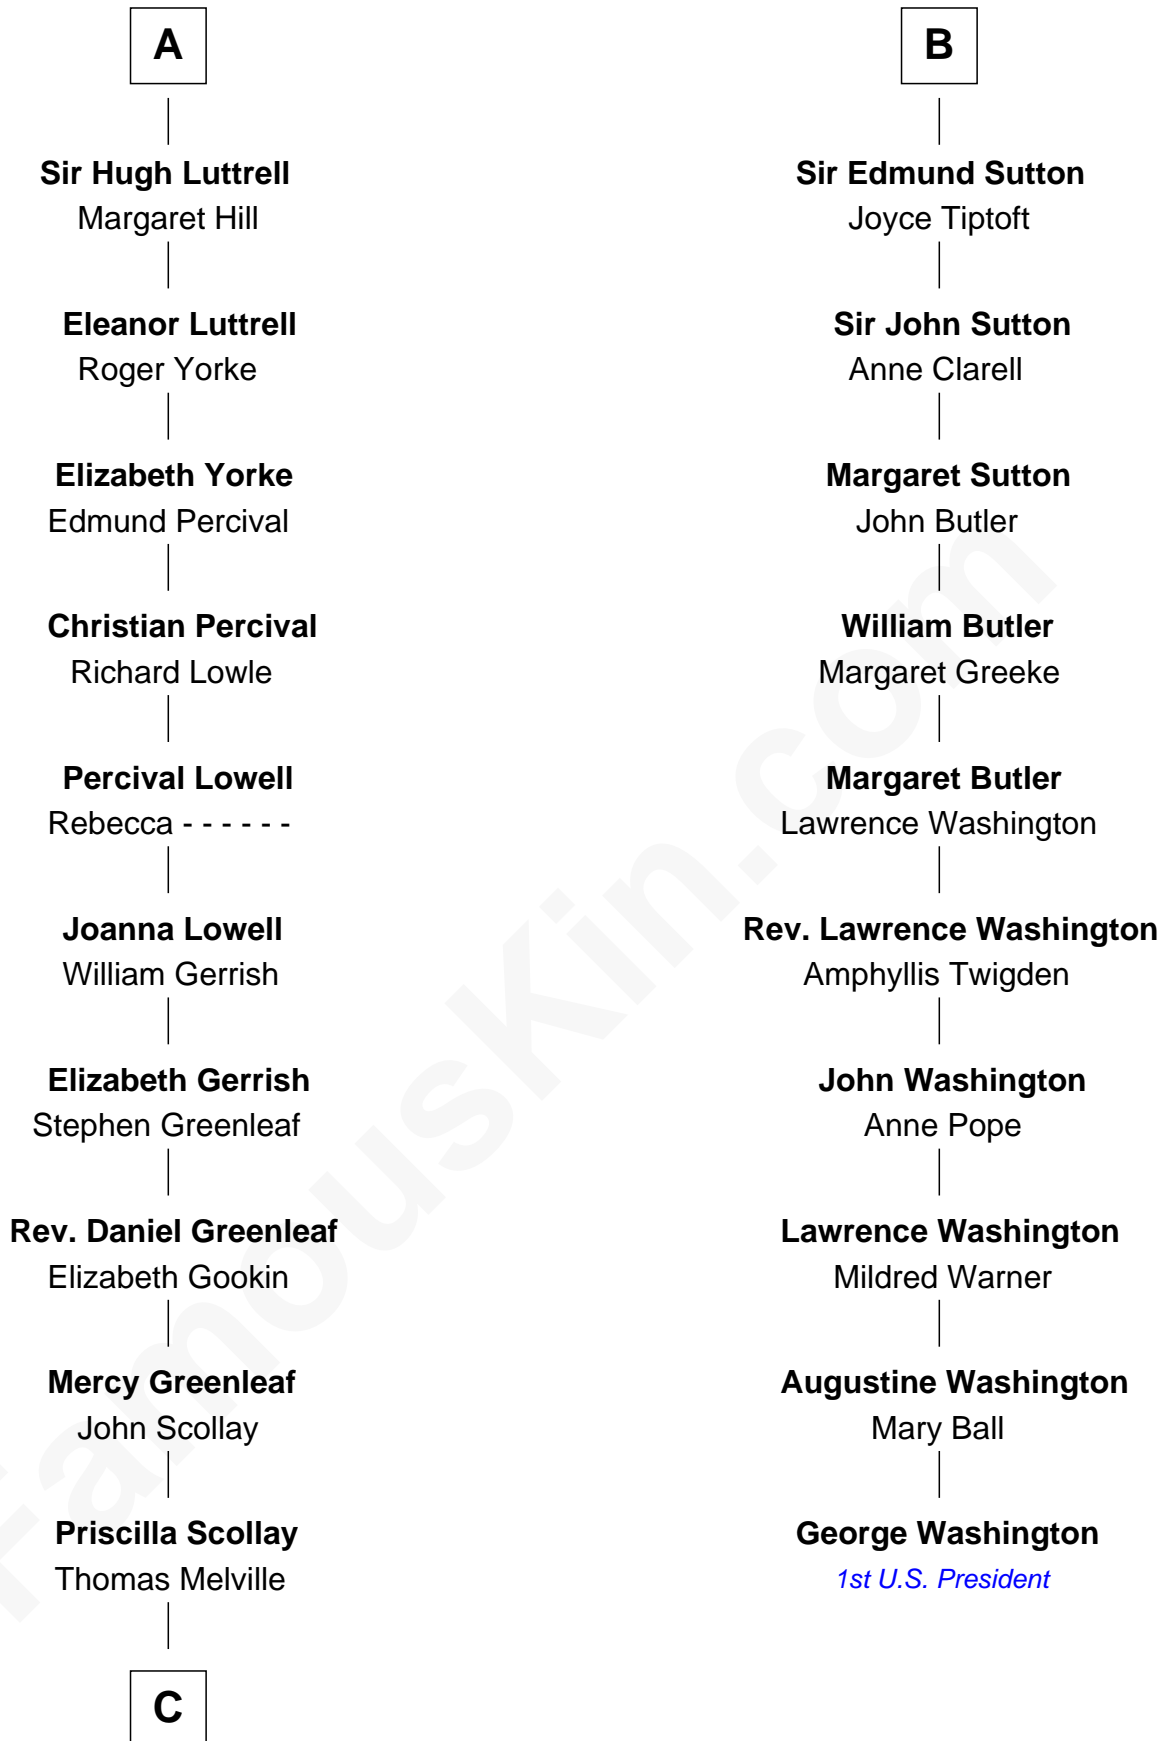 A
Sir Hugh Luttrell
Margaret Hill
Eleanor Luttrell
Roger Yorke
Elizabeth Yorke
Edmund Percival
Christian Percival
Richard Lowle
Percival Lowell
Rebecca - - - - - -
Joanna Lowell
William Gerrish
Elizabeth Gerrish
Stephen Greenleaf
Rev. Daniel Greenleaf
Elizabeth Gookin
Mercy Greenleaf
John Scollay
Priscilla Scollay
Thomas Melville
C
B
Sir Edmund Sutton
Joyce Tiptoft
Sir John Sutton
Anne Clarell
Margaret Sutton
John Butler
William Butler
Margaret Greeke
Margaret Butler
Lawrence Washington
Rev. Lawrence Washington
Amphyllis Twigden
John Washington
Anne Pope
Lawrence Washington
Mildred Warner
Augustine Washington
Mary Ball
George Washington
1st U.S. President
FamousKin.com